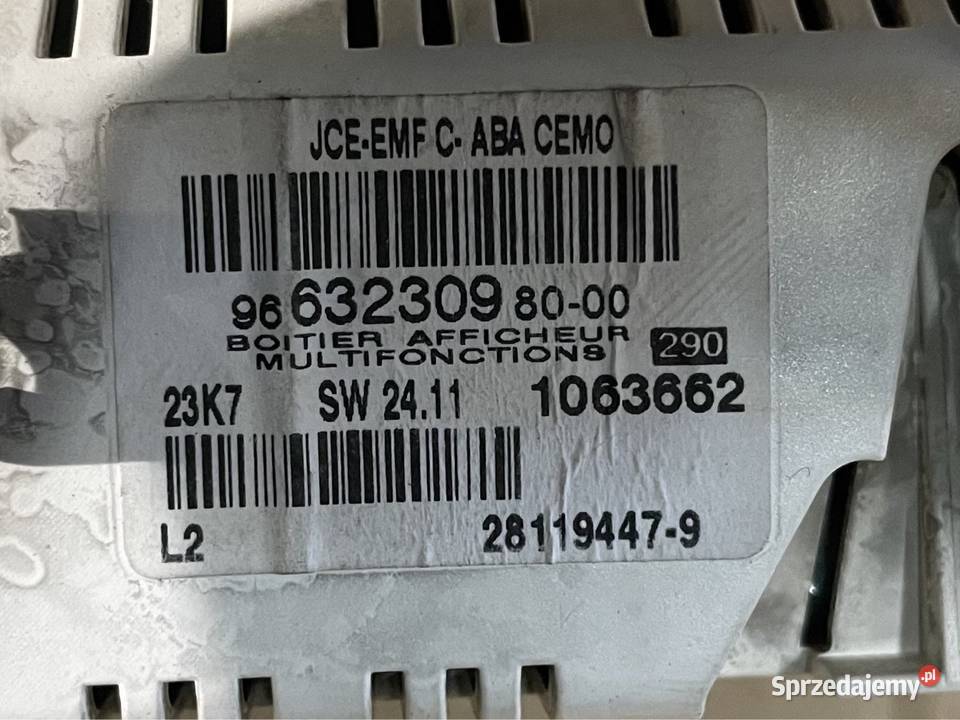 JCE-EMF C- ABA CEMO
96 632309 80-00
BOITIER AFFICHEUR
MULTIFONCTIONS 290
23K7 SW 24.11 1063662
L2 28119447-9
Sprzedajemy.pl